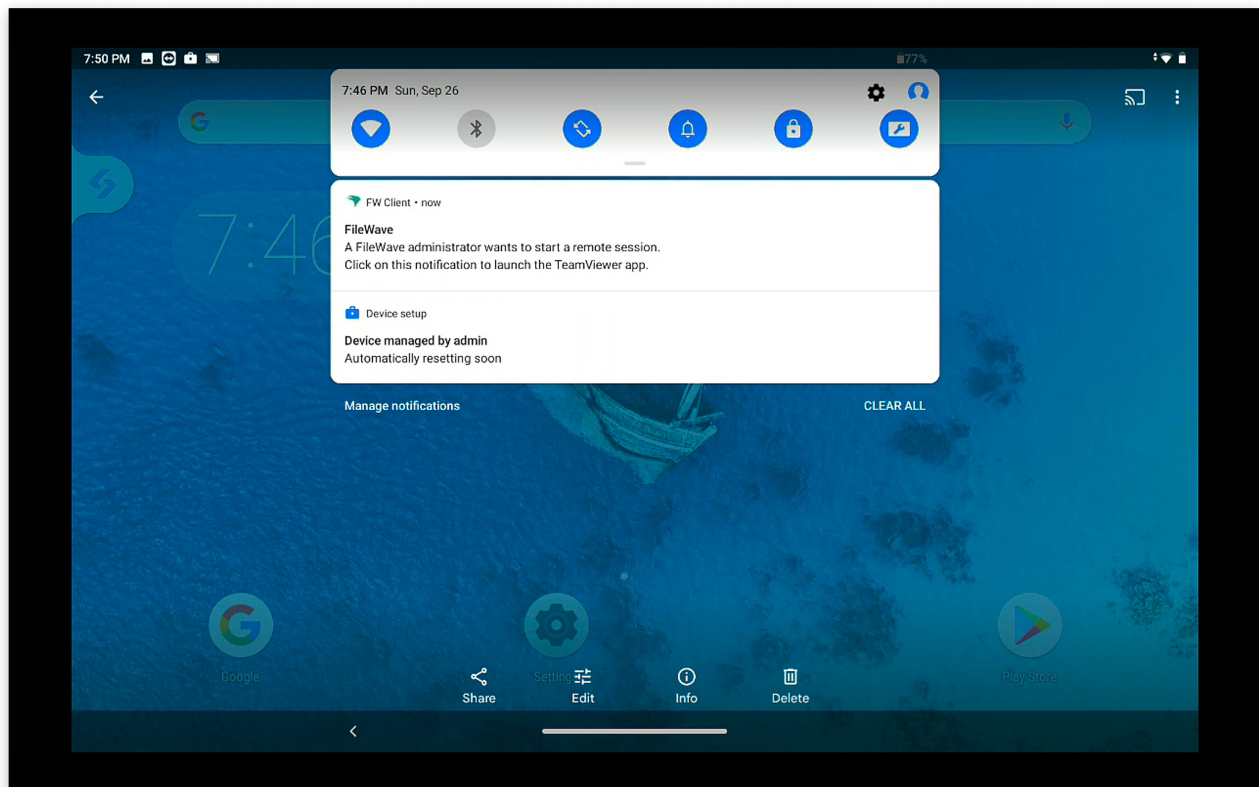 7:50 PM
77%
7:46 PM Sun, Sep 26
G
7:46
FW Client • now
FileWave
A FileWave administrator wants to start a remote session.
Click on this notification to launch the TeamViewer app.
Device setup
Device managed by admin
Automatically resetting soon
Manage notifications
CLEAR ALL
G
Google
Setting
Play Store
Share
Edit
Info
Delete